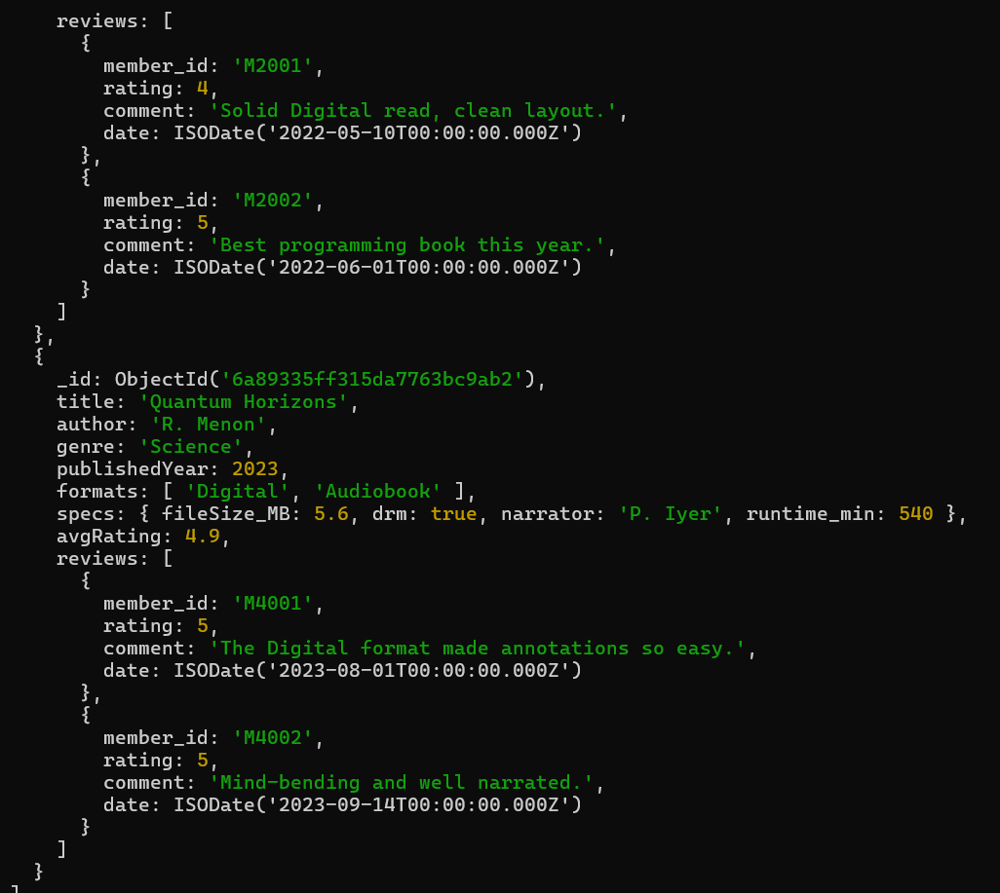 reviews: [
{
member_id: 'M2001',
rating: 4,
comment: 'Solid Digital read, clean layout.',
date: ISODate('2022-05-10T00:00:00.000Z')
},
{
member_id: 'M2002',
rating: 5,
comment: 'Best programming book this year.',
date: ISODate('2022-06-01T00:00:00.000Z')
}
]
},
{
_id: ObjectId('6a89335ff315da7763bc9ab2'),
title: 'Quantum Horizons',
author: 'R. Menon',
genre: 'Science',
publishedYear: 2023,
formats: [ 'Digital', 'Audiobook' ],
specs: { fileSize_MB: 5.6, drm: true, narrator: 'P. Iyer', runtime_min: 540 },
avgRating: 4.9,
reviews: [
{
member_id: 'M4001',
rating: 5,
comment: 'The Digital format made annotations so easy.',
date: ISODate('2023-08-01T00:00:00.000Z')
},
{
member_id: 'M4002',
rating: 5,
comment: 'Mind-bending and well narrated.',
date: ISODate('2023-09-14T00:00:00.000Z')
}
]
}
]